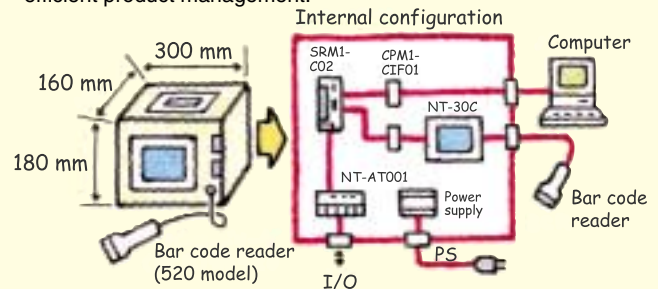 efficient product management.
Internal configuration
300 mm
160 mm
180 mm
Bar code reader
(520 model)
SRM1-
C02
CPM1-
CIF01
Computer
NT-30C
NT-AT001
Power
supply
Bar code
reader
PS
I/O